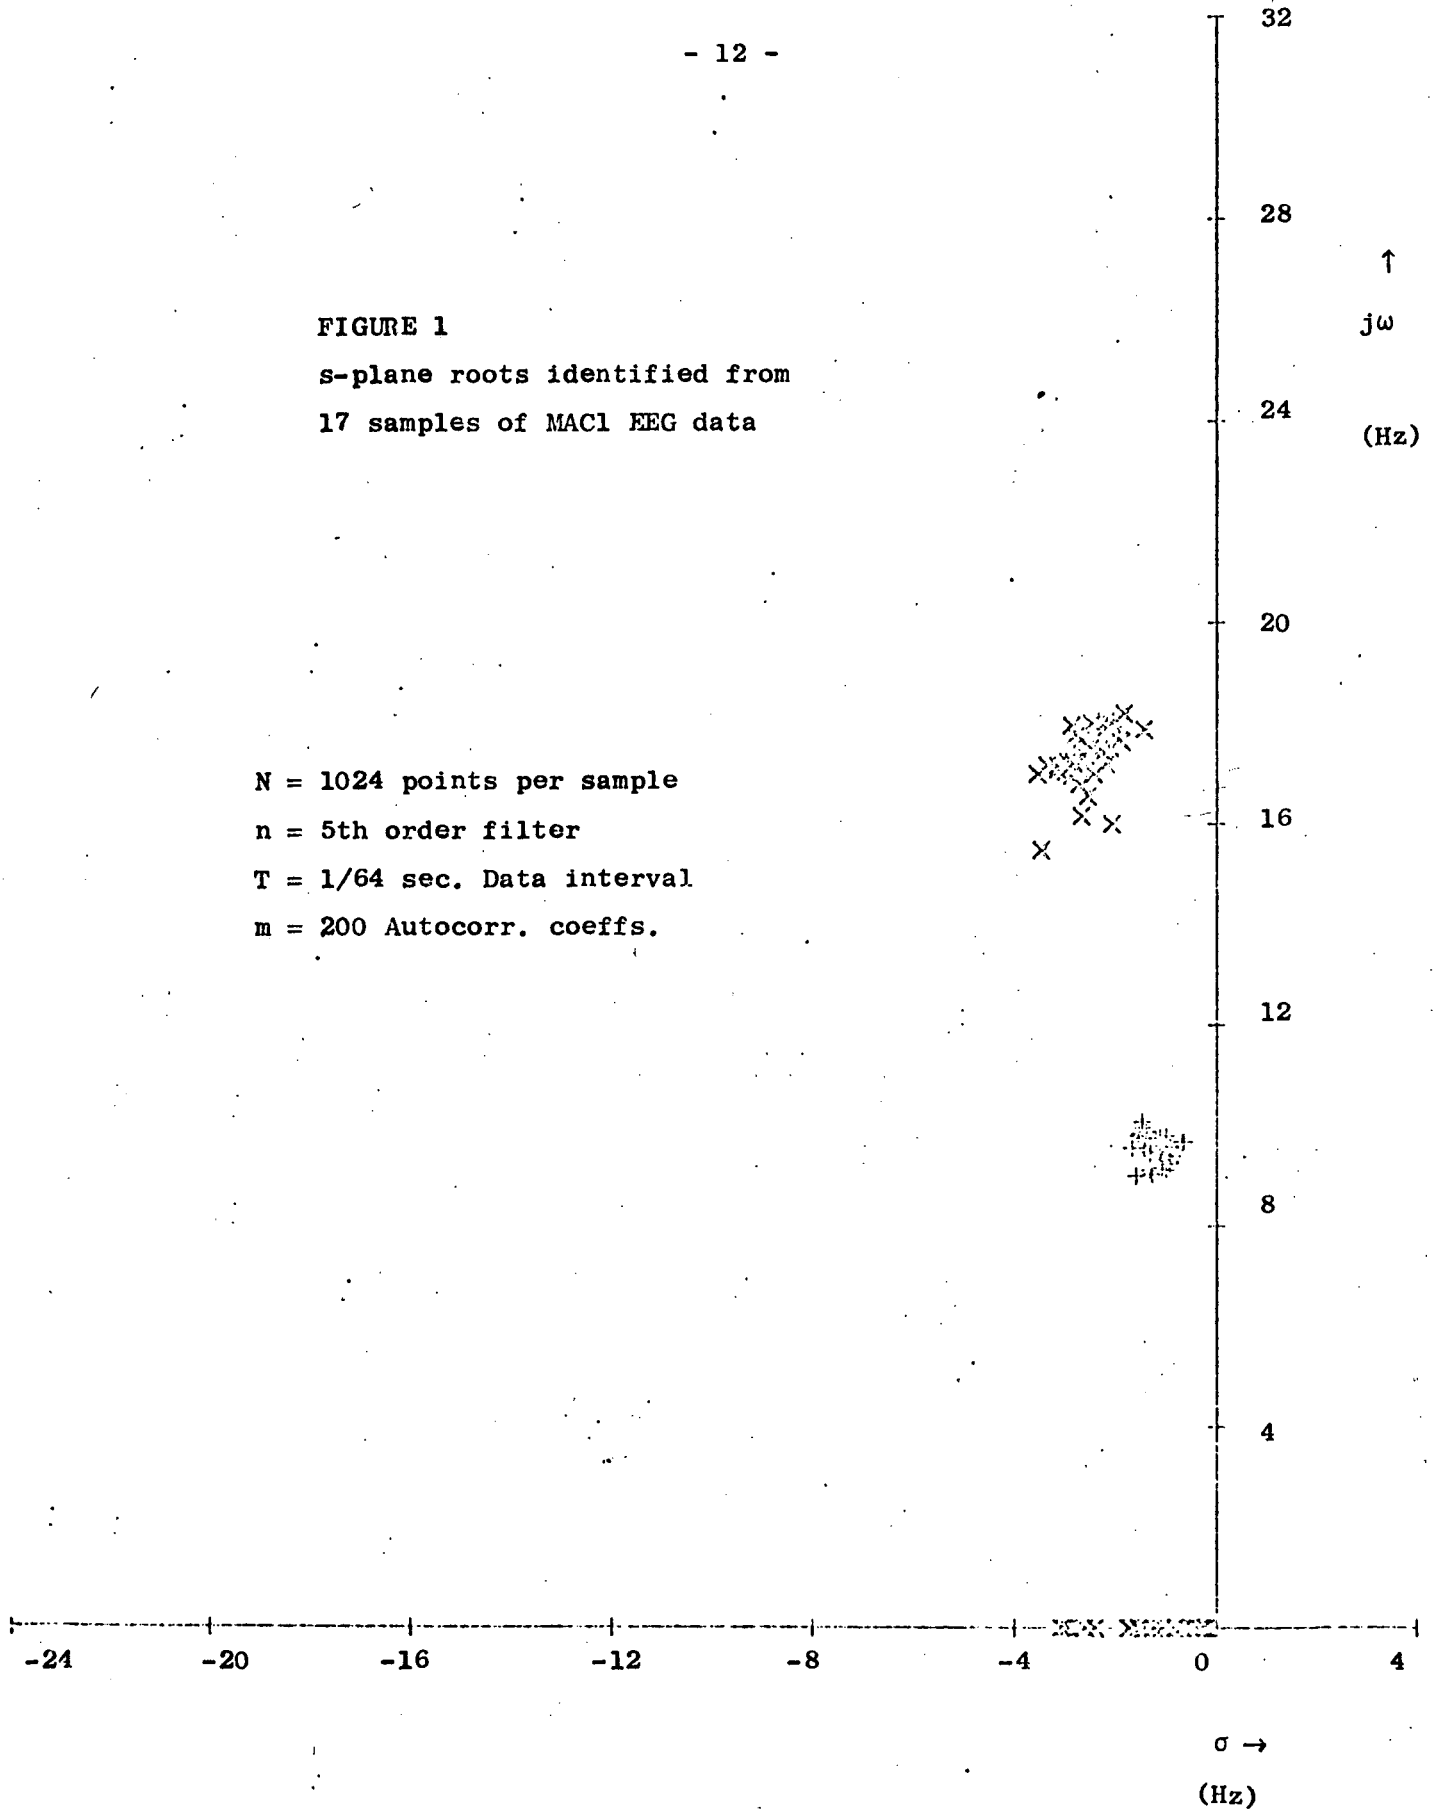 - 12 -
32
28
↑
jω
24
(Hz)
20
16
12
8
4
FIGURE 1
s-plane roots identified from
17 samples of MAC1 EEG data
N = 1024 points per sample
n = 5th order filter
T = 1/64 sec. Data interval
m = 200 Autocorr. coeffs.
-24 -20 -16 -12 -8 -4 0 4
σ →
(Hz)